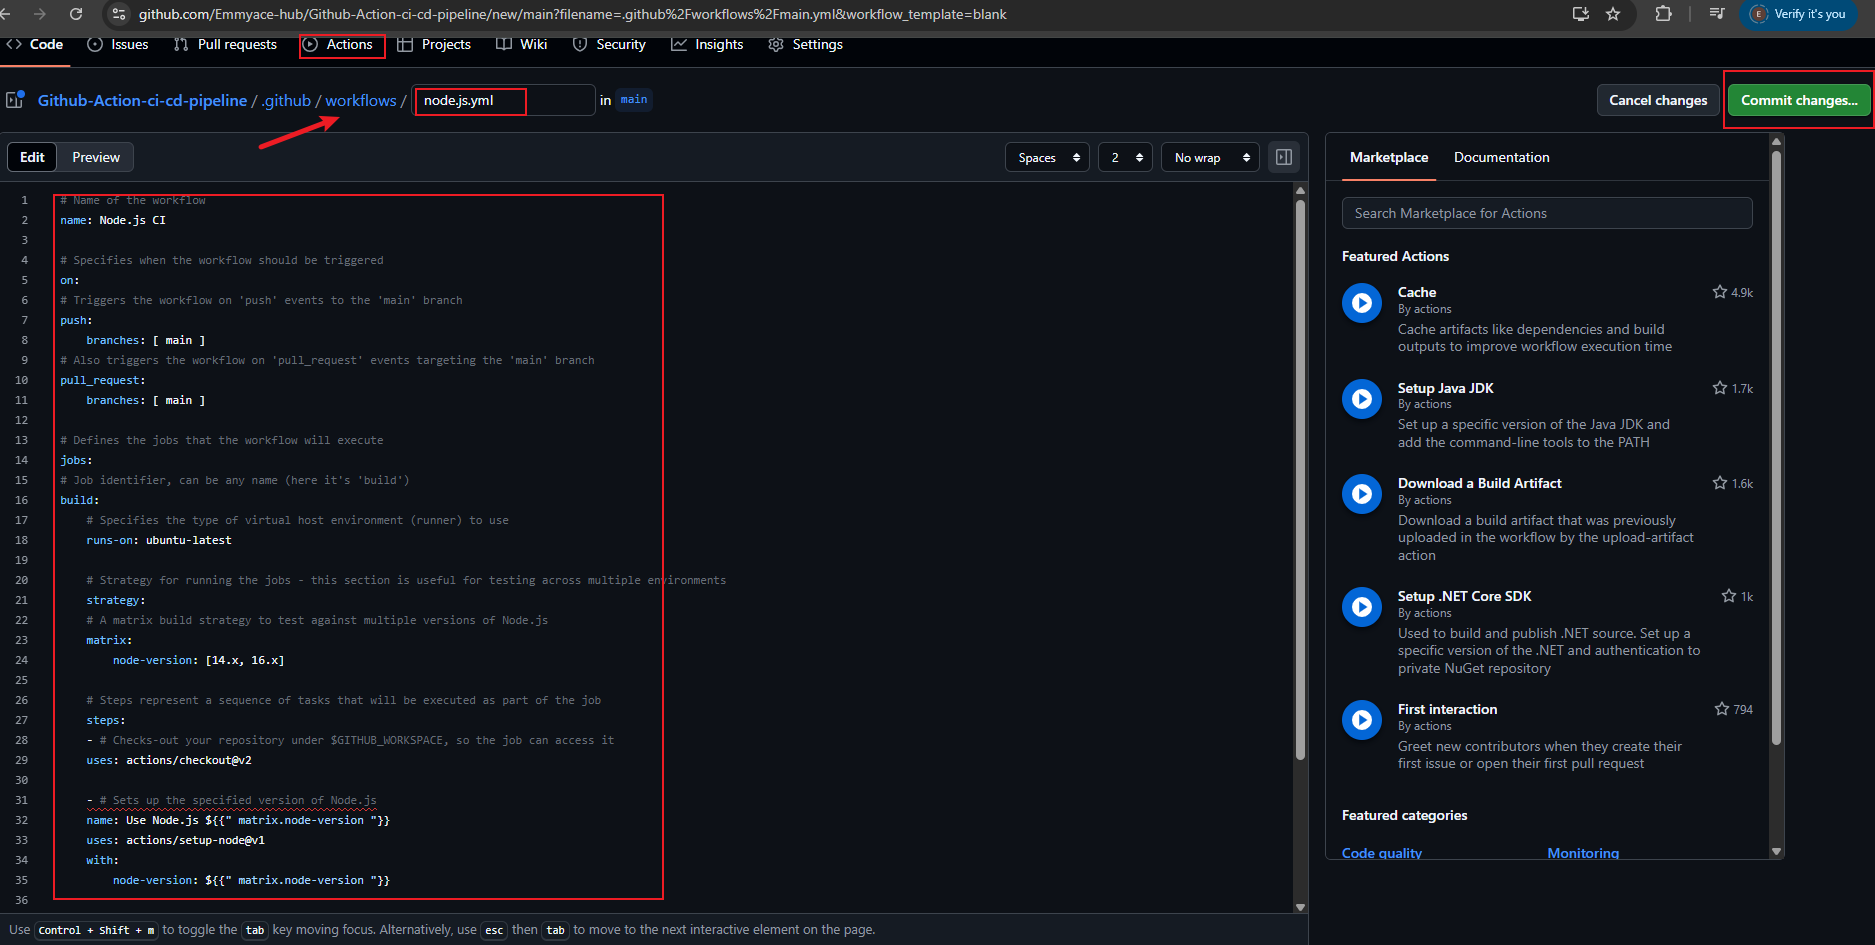 github.com/Emmyace-hub/Github-Action-ci-cd-pipeline/new/main?filename=.github%2Fworkflows%2Fmain.yml&workflow_template=blank
E Verify it's you
Code Issues Pull requests Actions Projects Wiki Security Insights Settings
Github-Action-ci-cd-pipeline / .github / workflows / node.js.yml in main
Cancel changes Commit changes...
Edit Preview
Spaces 2 No wrap
1 # Name of the workflow
2 name: Node.js CI
3
4 # Specifies when the workflow should be triggered
5 on:
6 # Triggers the workflow on 'push' events to the 'main' branch
7 push:
8 branches: [ main ]
9 # Also triggers the workflow on 'pull_request' events targeting the 'main' branch
10 pull_request:
11 branches: [ main ]
12
13 # Defines the jobs that the workflow will execute
14 jobs:
15 # Job identifier, can be any name (here it's 'build')
16 build:
17 # Specifies the type of virtual host environment (runner) to use
18 runs-on: ubuntu-latest
19
20 # Strategy for running the jobs - this section is useful for testing across multiple environments
21 strategy:
22 # A matrix build strategy to test against multiple versions of Node.js
23 matrix:
24 node-version: [14.x, 16.x]
25
26 # Steps represent a sequence of tasks that will be executed as part of the job
27 steps:
28 - # Checks-out your repository under $GITHUB_WORKSPACE, so the job can access it
29 uses: actions/checkout@v2
30
31 - # Sets up the specified version of Node.js
32 name: Use Node.js ${{" matrix.node-version "}}
33 uses: actions/setup-node@v1
34 with:
35 node-version: ${{" matrix.node-version "}}
36
Use Control + Shift + m to toggle the tab key moving focus. Alternatively, use esc then tab to move to the next interactive element on the page.
Marketplace Documentation
Search Marketplace for Actions
Featured Actions
Cache 4.9k
By actions
Cache artifacts like dependencies and build
outputs to improve workflow execution time
Setup Java JDK 1.7k
By actions
Set up a specific version of the Java JDK and
add the command-line tools to the PATH
Download a Build Artifact 1.6k
By actions
Download a build artifact that was previously
uploaded in the workflow by the upload-artifact
action
Setup .NET Core SDK 1k
By actions
Used to build and publish .NET source. Set up a
specific version of the .NET and authentication to
private NuGet repository
First interaction 794
By actions
Greet new contributors when they create their
first issue or open their first pull request
Featured categories
Code quality Monitoring